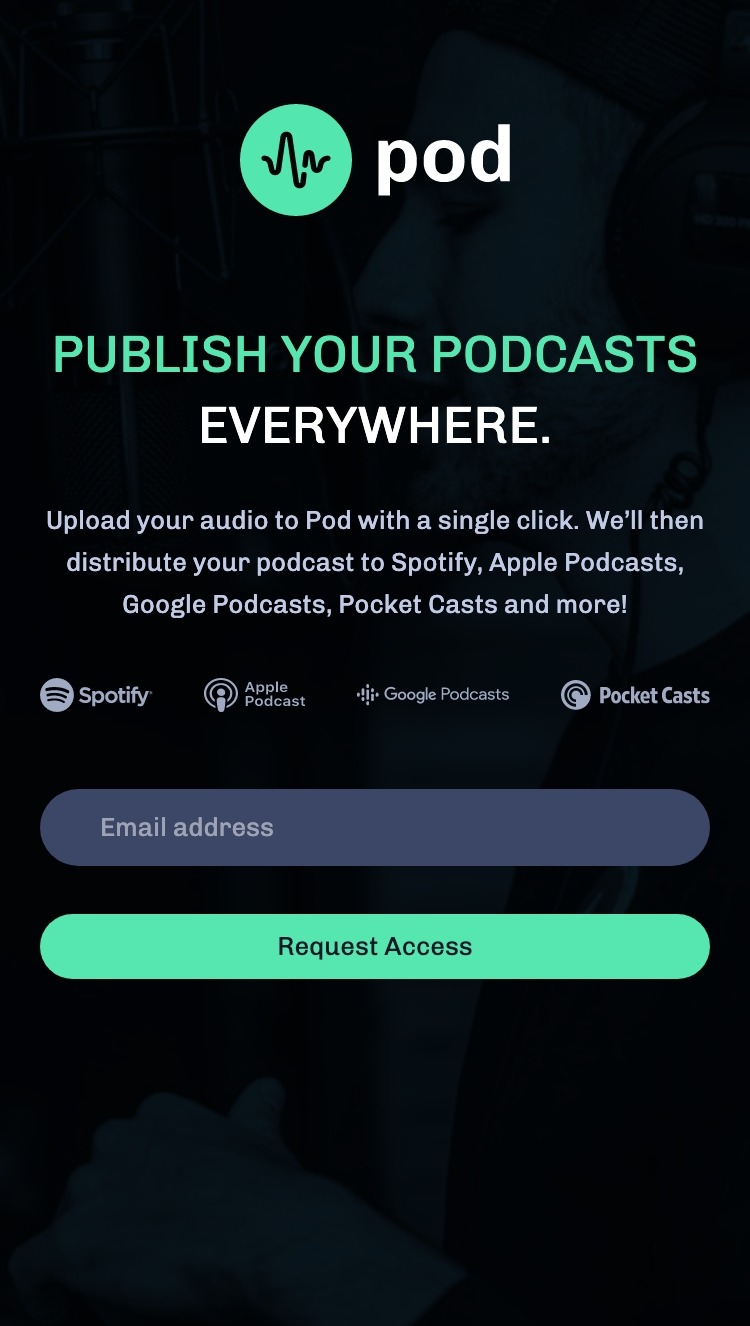 pod
PUBLISH YOUR PODCASTS
EVERYWHERE.
Upload your audio to Pod with a single click. We’ll then
distribute your podcast to Spotify, Apple Podcasts,
Google Podcasts, Pocket Casts and more!
Spotify
Apple
Podcast
Google Podcasts
Pocket Casts
Email address
Request Access